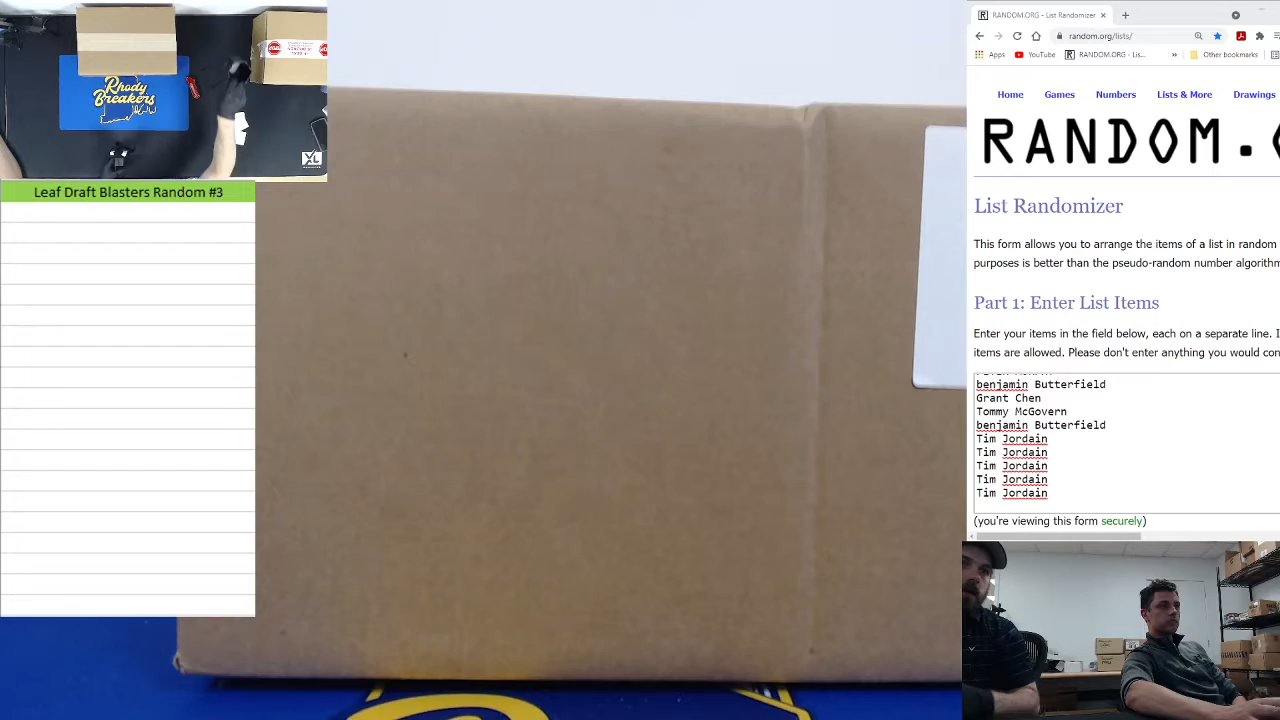 Rhody
Breakers
XL
Leaf Draft Blasters Random #3
RANDOM.ORG - List Randomizer
random.org/lists/
Apps
YouTube
RANDOM.ORG - Lis...
Other bookmarks
Home
Games
Numbers
Lists & More
Drawings
RANDOM.
List Randomizer
This form allows you to arrange the items of a list in random
purposes is better than the pseudo-random number algorithm
Part 1: Enter List Items
Enter your items in the field below, each on a separate line. I
items are allowed. Please don't enter anything you would con
benjamin Butterfield
Grant Chen
Tommy McGovern
benjamin Butterfield
Tim Jordain
Tim Jordain
Tim Jordain
Tim Jordain
Tim Jordain
(you're viewing this form securely)